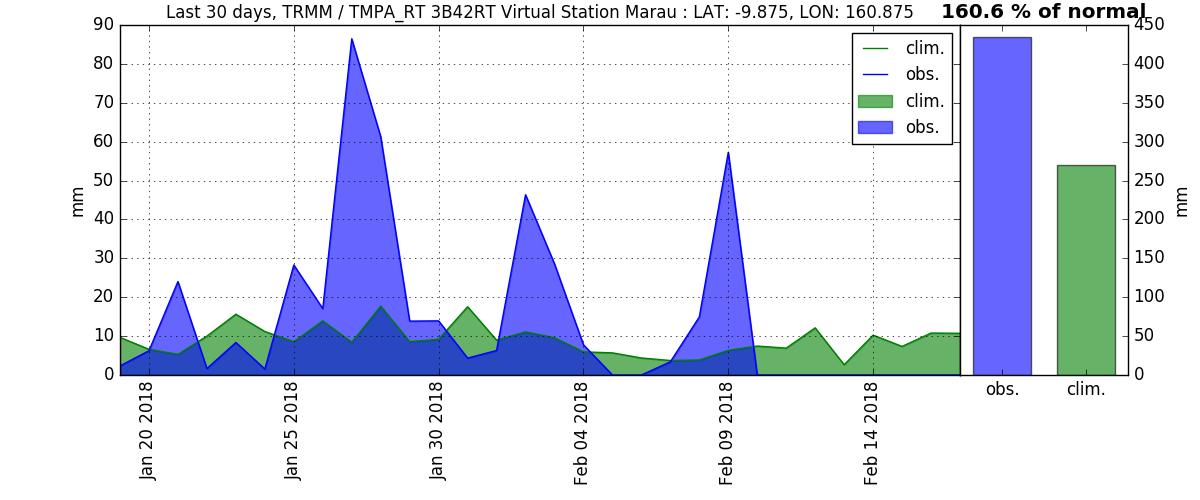 Last 30 days, TRMM / TMPA_RT 3B42RT Virtual Station Marau : LAT: -9.875, LON: 160.875
160.6 % of normal
90
80
70
60
50
40
30
20
10
0
mm
clim.
obs.
clim.
obs.
Jan 20 2018
Jan 25 2018
Jan 30 2018
Feb 04 2018
Feb 09 2018
Feb 14 2018
450
400
350
300
250
200
150
100
50
0
mm
obs.
clim.